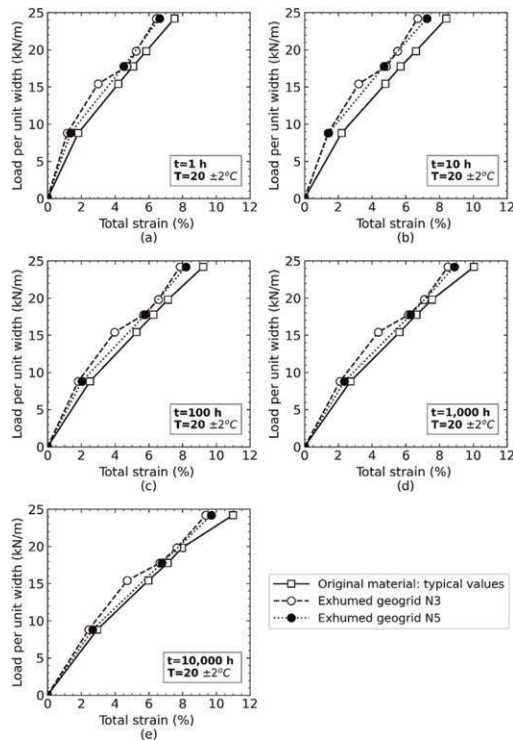 Load per unit width (kN/m)
25
20
15
10
5
0
0 2 4 6 8 10 12
t=1 h
T=20 ±2°C
Total strain (%)
(a)
Load per unit width (kN/m)
25
20
15
10
5
0
0 2 4 6 8 10 12
t=10 h
T=20 ±2°C
Total strain (%)
(b)
Load per unit width (kN/m)
25
20
15
10
5
0
0 2 4 6 8 10 12
t=100 h
T=20 ±2°C
Total strain (%)
(c)
Load per unit width (kN/m)
25
20
15
10
5
0
0 2 4 6 8 10 12
t=1,000 h
T=20 ±2°C
Total strain (%)
(d)
Load per unit width (kN/m)
25
20
15
10
5
0
0 2 4 6 8 10 12
t=10,000 h
T=20 ±2°C
Total strain (%)
(e)
Original material: typical values
Exhumed geogrid N3
Exhumed geogrid N5